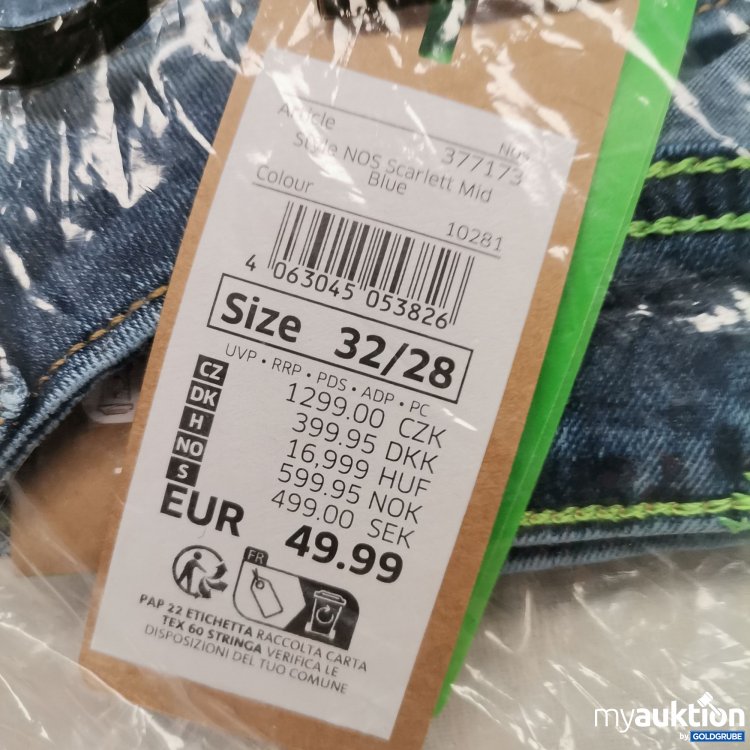 Article
NOS
377173
Style NOS Scarlett Mid
Blue
Colour
10281
4 063045 053826
Size 32/28
UVP • RRP • PDS • ADP • PC
CZ 1299.00 CZK
DK 399.95 DKK
H 16,999 HUF
NO 599.95 NOK
S 499.00 SEK
EUR 49.99
FR
PAP 22 ETICHETTA RACCOLTA CARTA
TEX 60 STRINGA VERIFICA LE
DISPOSIZIONI DEL TUO COMUNE
myauktion
by GOLDGRUBE